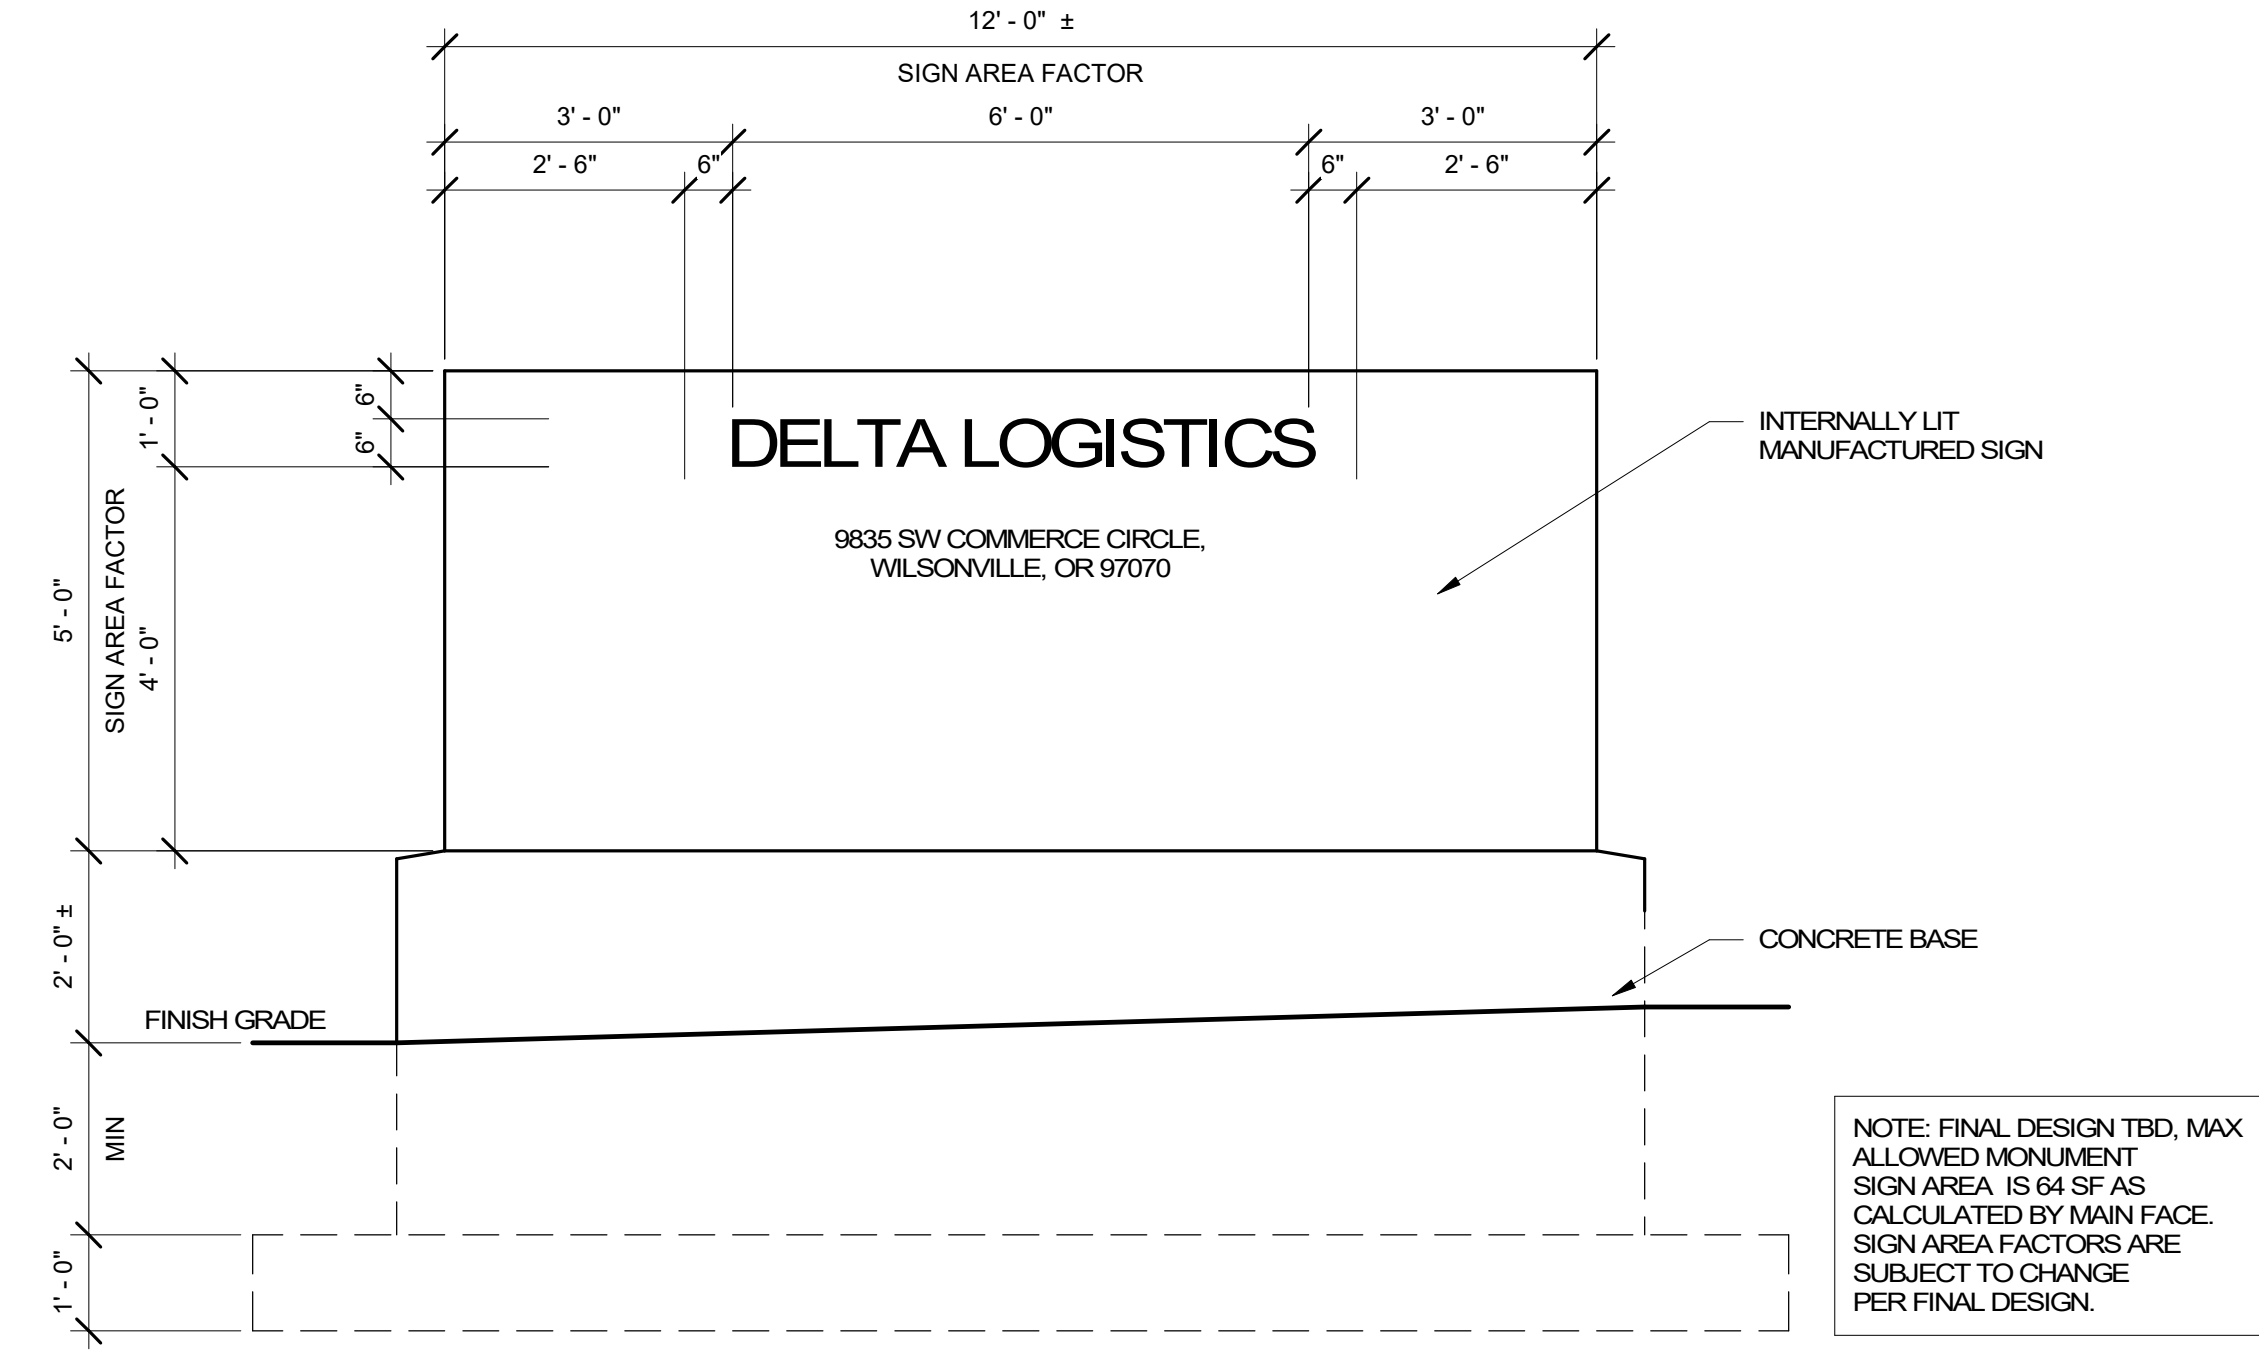 12' - 0" ±
SIGN AREA FACTOR
3' - 0"
6' - 0"
3' - 0"
2' - 6"
6"
6"
2' - 6"
5' - 0"
SIGN AREA FACTOR
1' - 0"
4' - 0"
6"
6"
DELTA LOGISTICS
9835 SW COMMERCE CIRCLE,
WILSONVILLE, OR 97070
INTERNALLY LIT
MANUFACTURED SIGN
2' - 0" ±
CONCRETE BASE
FINISH GRADE
2' - 0"
MIN
1' - 0"
NOTE: FINAL DESIGN TBD, MAX
ALLOWED MONUMENT
SIGN AREA  IS 64 SF AS
CALCULATED BY MAIN FACE.
SIGN AREA FACTORS ARE
SUBJECT TO CHANGE
PER FINAL DESIGN.